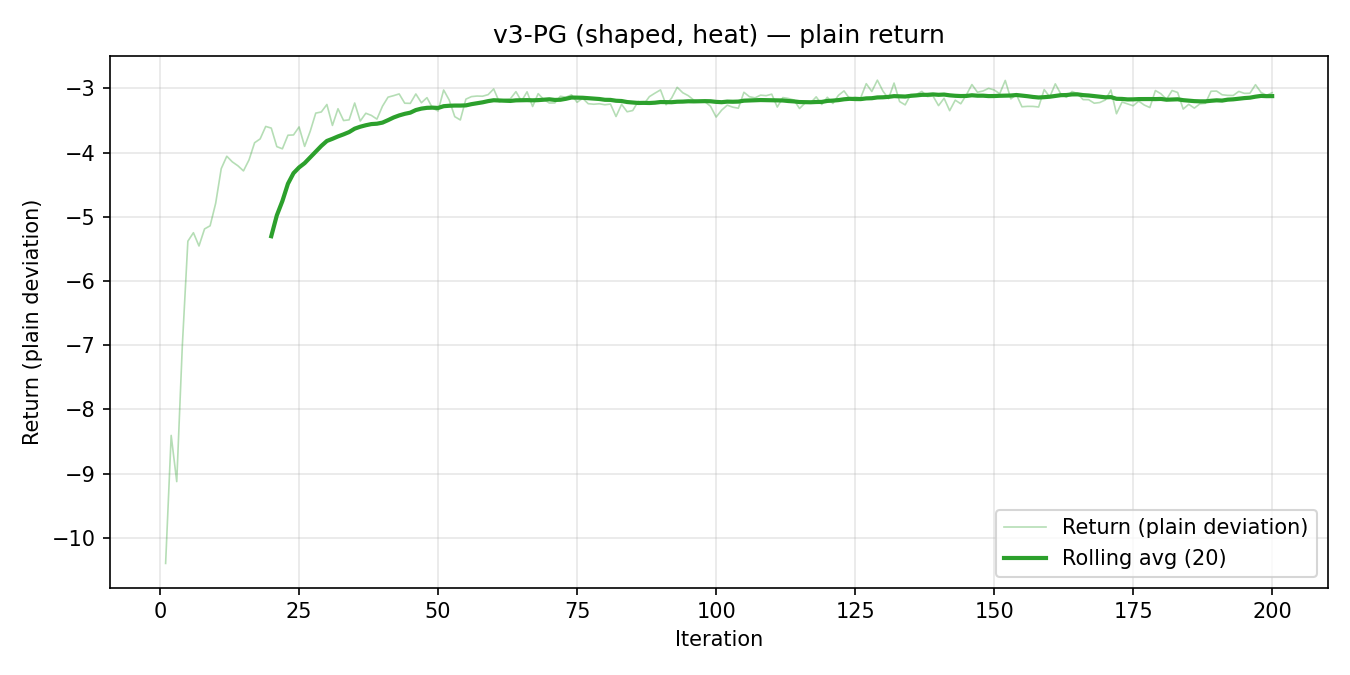 v3-PG (shaped, heat) — plain return
Return (plain deviation)
−3
−4
−5
−6
−7
−8
−9
−10
0 25 50 75 100 125 150 175 200
Iteration
Return (plain deviation)
Rolling avg (20)